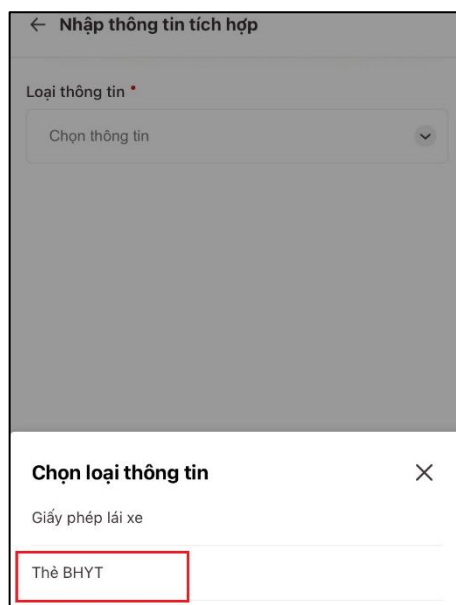 Nhập thông tin tích hợp
Loại thông tin *
Chọn thông tin
Chọn loại thông tin
Giấy phép lái xe
Thẻ BHYT